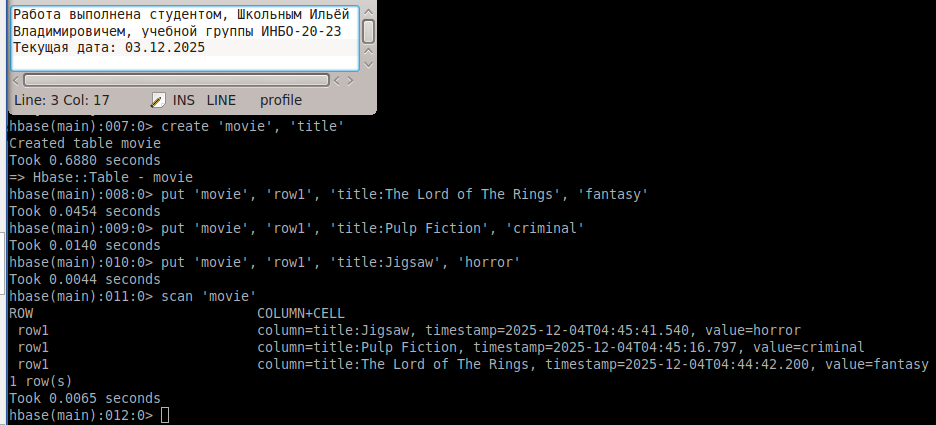 Работа выполнена студентом, Школьным Ильёй
Владимировичем, учебной группы ИНБО-20-23
Текущая дата: 03.12.2025
Line: 3 Col: 17 INS LINE profile
hbase(main):007:0> create 'movie', 'title'
Created table movie
Took 0.6880 seconds
=> Hbase::Table - movie
hbase(main):008:0> put 'movie', 'row1', 'title:The Lord of The Rings', 'fantasy'
Took 0.0454 seconds
hbase(main):009:0> put 'movie', 'row1', 'title:Pulp Fiction', 'criminal'
Took 0.0140 seconds
hbase(main):010:0> put 'movie', 'row1', 'title:Jigsaw', 'horror'
Took 0.0044 seconds
hbase(main):011:0> scan 'movie'
ROW COLUMN+CELL
row1 column=title:Jigsaw, timestamp=2025-12-04T04:45:41.540, value=horror
row1 column=title:Pulp Fiction, timestamp=2025-12-04T04:45:16.797, value=criminal
row1 column=title:The Lord of The Rings, timestamp=2025-12-04T04:44:42.200, value=fantasy
1 row(s)
Took 0.0065 seconds
hbase(main):012:0>